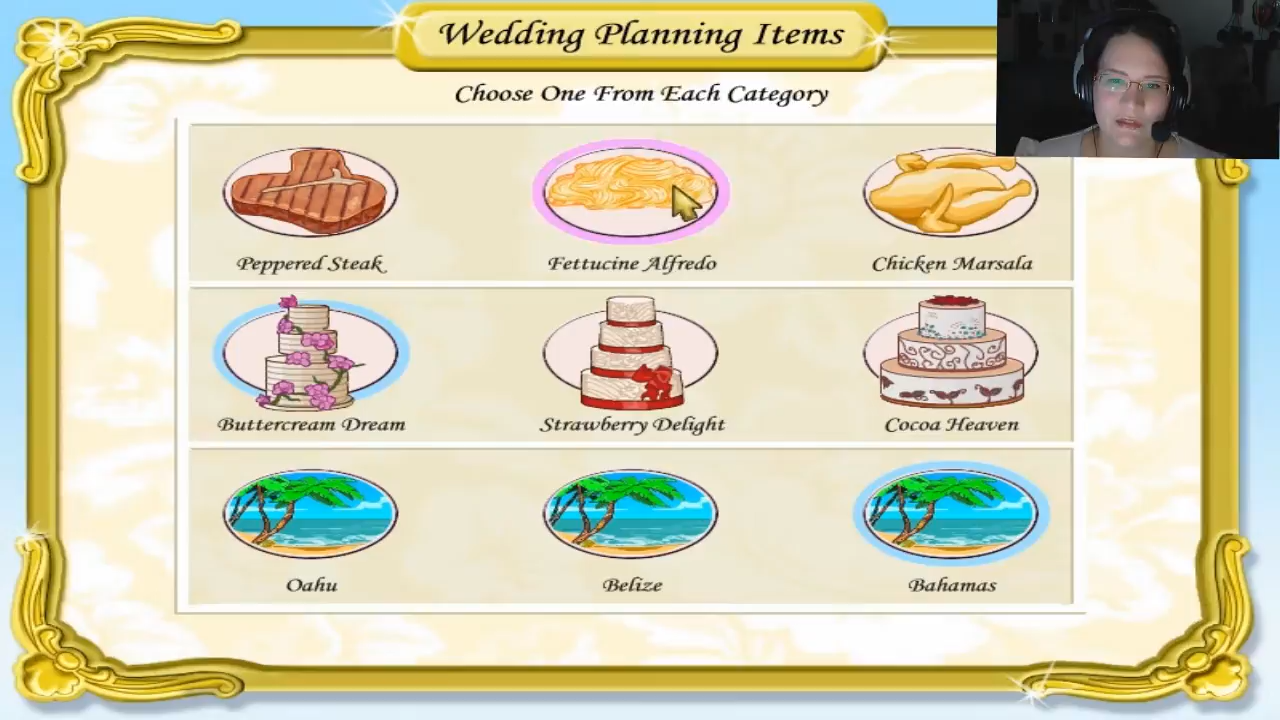 Wedding Planning Items
Choose One From Each Category
Peppered Steak
Fettucine Alfredo
Chicken Marsala
Buttercream Dream
Strawberry Delight
Cocoa Heaven
Oahu
Belize
Bahamas